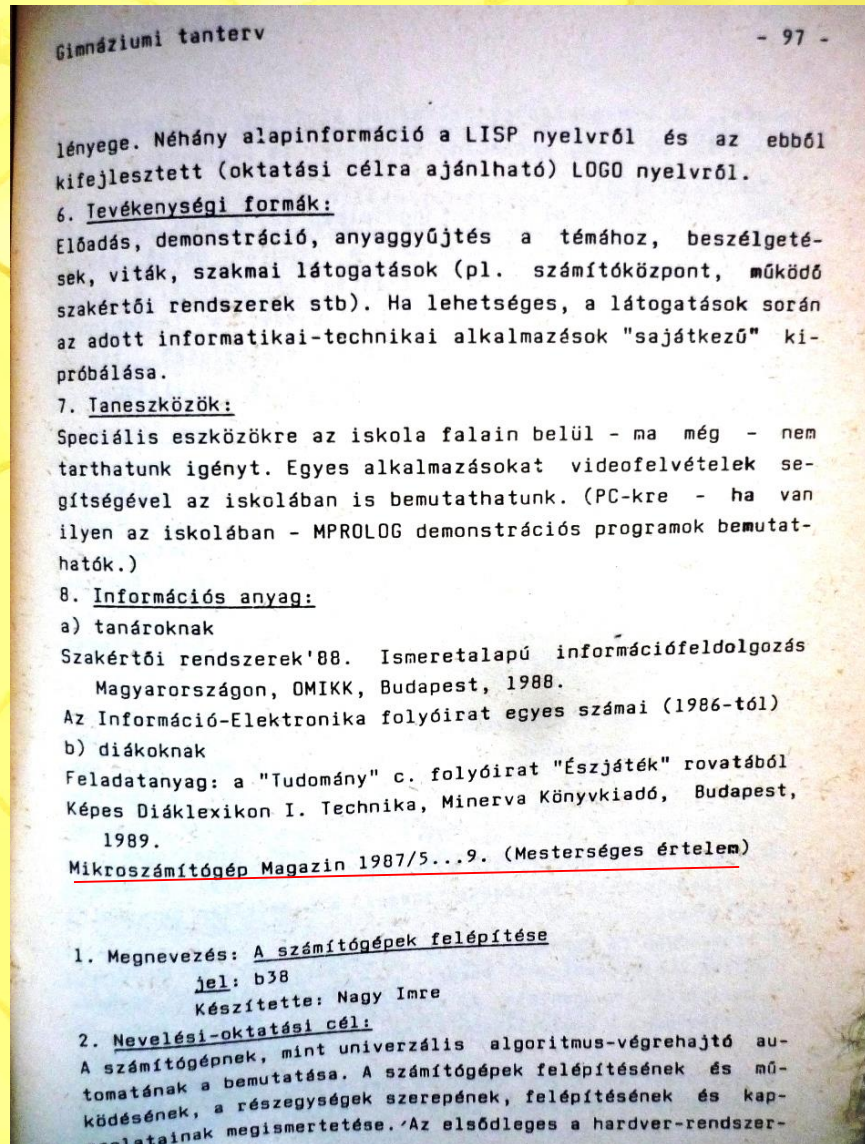 Gimnáziumi tanterv - 97 -
lényege. Néhány alapinformáció a LISP nyelvről és az ebből
kifejlesztett (oktatási célra ajánlható) LOGO nyelvről.
6. Tevékenységi formák:
Előadás, demonstráció, anyaggyűjtés a témához, beszélgeté-
sek, viták, szakmai látogatások (pl. számítóközpont, működő
szakértői rendszerek stb). Ha lehetséges, a látogatások során
az adott informatikai-technikai alkalmazások "sajátkezű" ki-
próbálása.
7. Taneszközök:
Speciális eszközökre az iskola falain belül - ma még - nem
tarthatunk igényt. Egyes alkalmazásokat videofelvételek se-
gítségével az iskolában is bemutathatunk. (PC-kre - ha van
ilyen az iskolában - MPROLOG demonstrációs programok bemutat-
hatók.)
8. Információs anyag:
a) tanároknak
Szakértői rendszerek'88. Ismeretalapú információfeldolgozás
Magyarországon, OMIKK, Budapest, 1988.
Az Információ-Elektronika folyóirat egyes számai (1986-tól)
b) diákoknak
Feladatanyag: a "Tudomány" c. folyóirat "Észjáték" rovatából
Képes Diáklexikon I. Technika, Minerva Könyvkiadó, Budapest,
1989.
Mikroszámítógép Magazin 1987/5...9. (Mesterséges értelem)
1. Megnevezés: A számítógépek felépítése
jel: b38
Készítette: Nagy Imre
2. Nevelési-oktatási cél:
A számítógépnek, mint univerzális algoritmus-végrehajtó au-
tomatának a bemutatása. A számítógépek felépítésének és mű-
ködésének, a részegységek szerepének, felépítésének és kap-
megismertetése. Az elsődleges a hardver-rendszer-